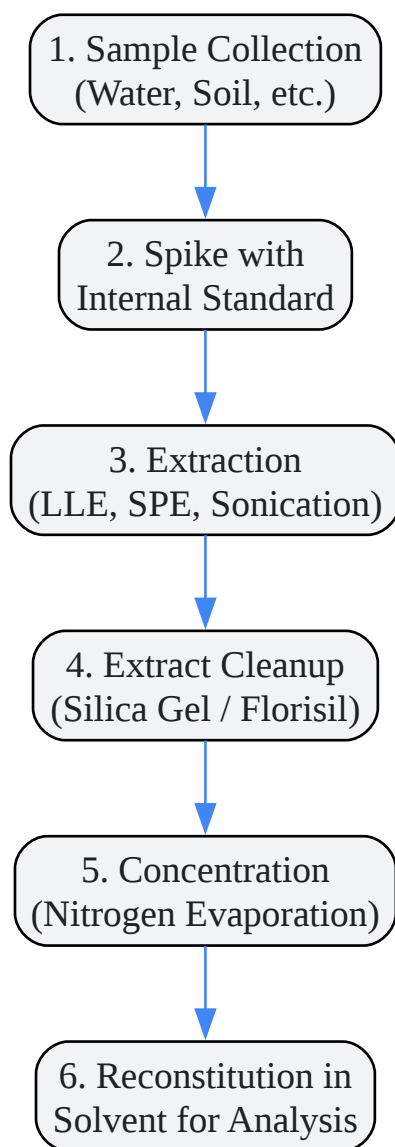 1. Sample Collection
(Water, Soil, etc.)
2. Spike with
Internal Standard
3. Extraction
(LLE, SPE, Sonication)
4. Extract Cleanup
(Silica Gel / Florisil)
5. Concentration
(Nitrogen Evaporation)
6. Reconstitution in
Solvent for Analysis